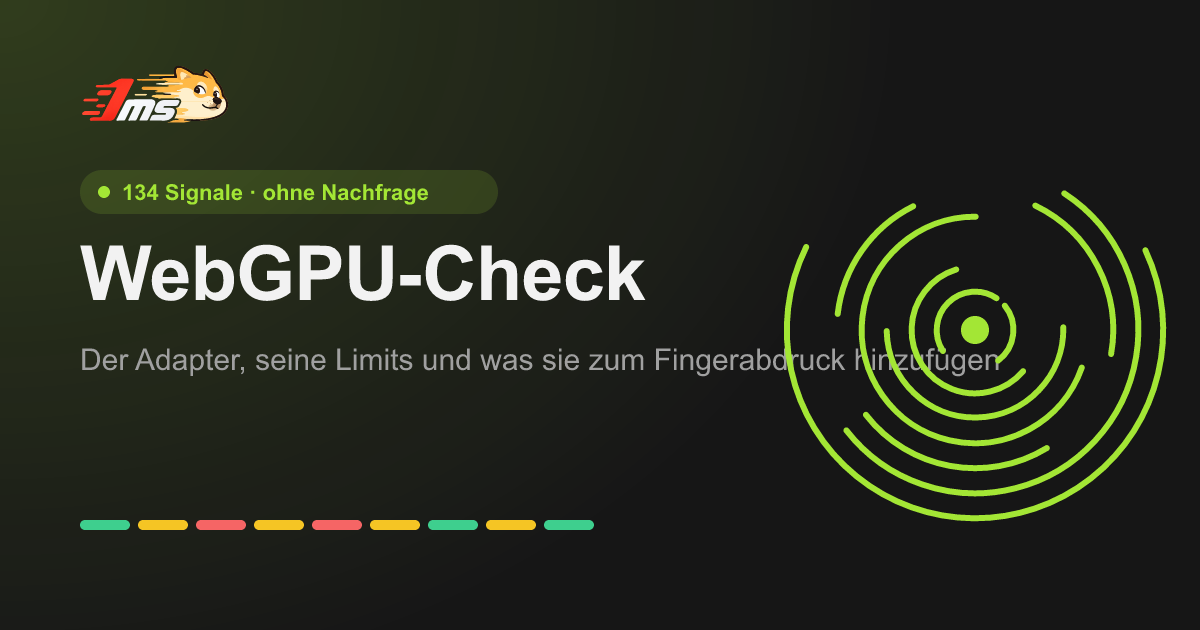 1ms
134 Signale · ohne Nachfrage
WebGPU-Check
Der Adapter, seine Limits und was sie zum Fingerabdruck hinzufügen